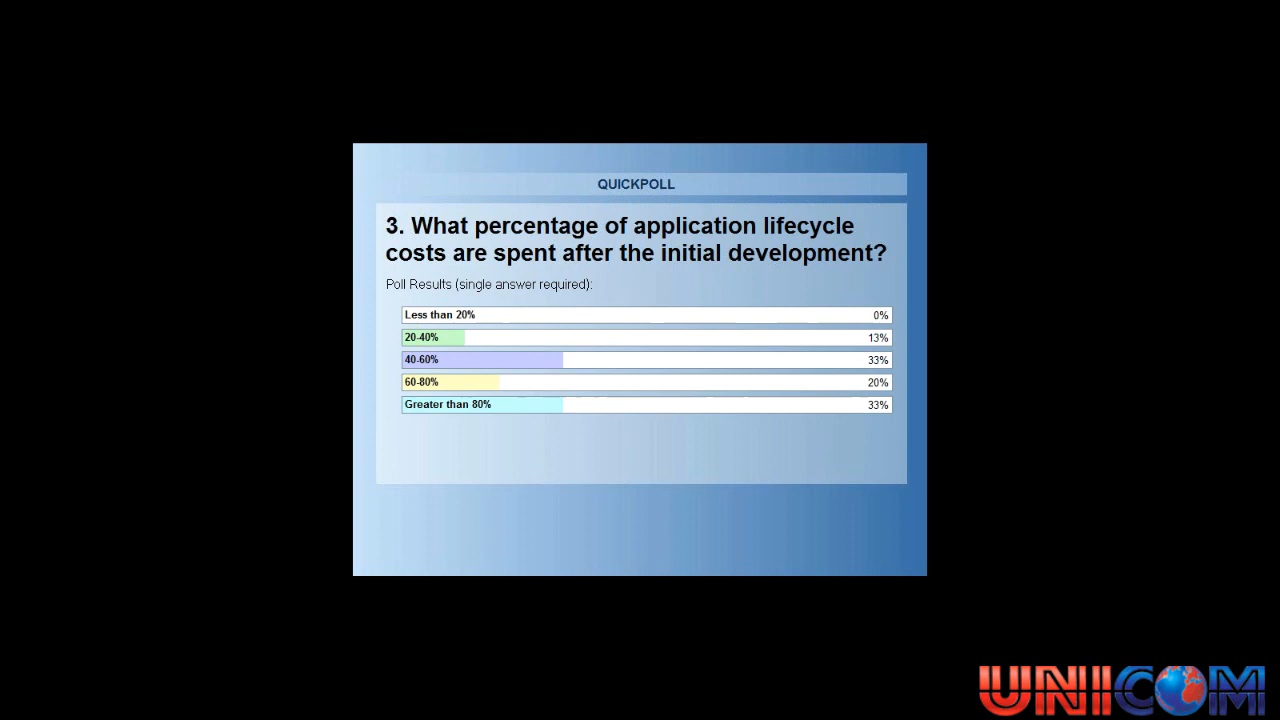 QUICKPOLL
3. What percentage of application lifecycle
costs are spent after the initial development?
Poll Results (single answer required):
Less than 20% 0%
20-40% 13%
40-60% 33%
60-80% 20%
Greater than 80% 33%
UNICOM